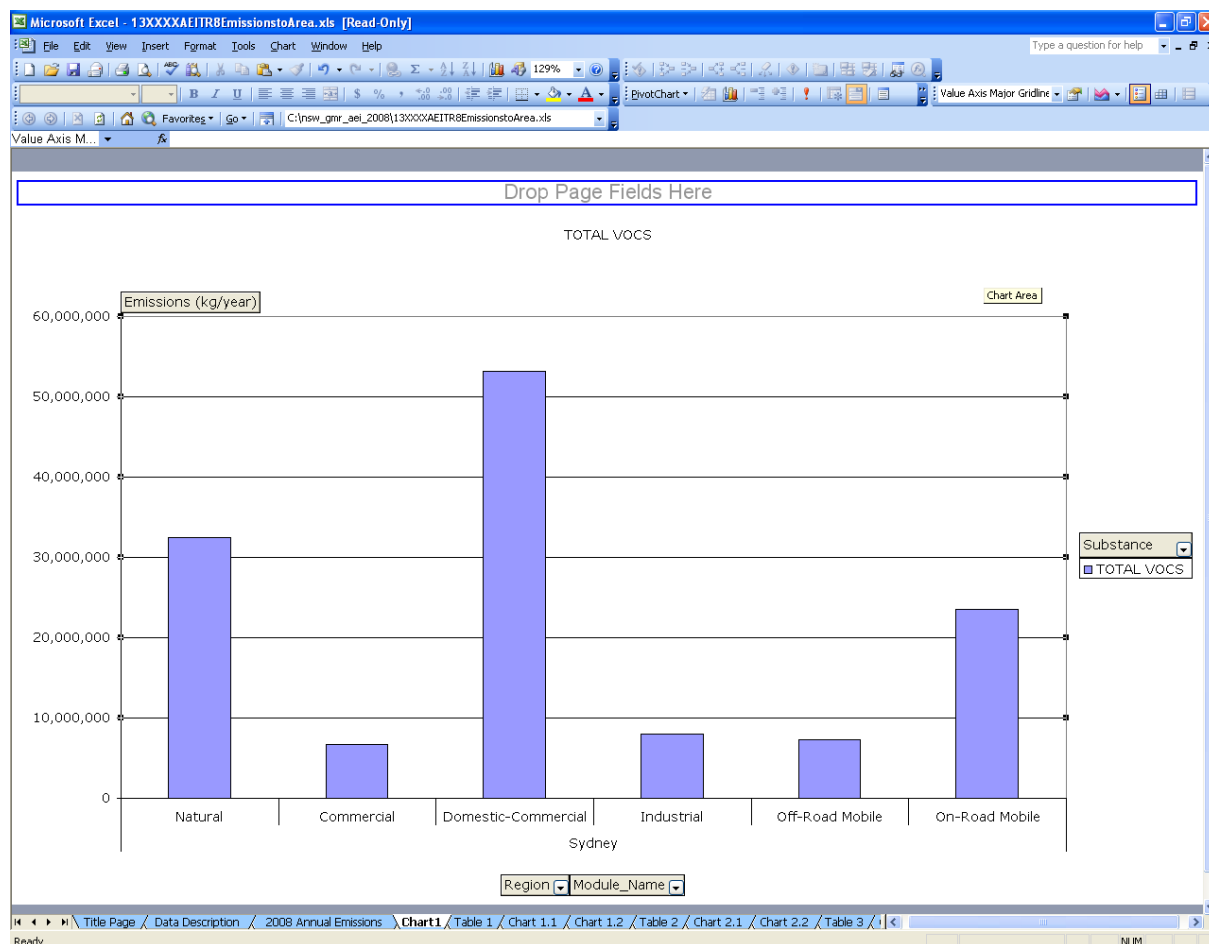 Microsoft Excel - 13XXXXAEITR8EmissionstoArea.xls [Read-Only]
File Edit View Insert Format Tools Chart Window Help Type a question for help
129%
PivotChart Value Axis Major Gridline
Favorites Go C:\nsw_gmr_aei_2008\13XXXXAEITR8EmissionstoArea.xls
Value Axis M... fx
Drop Page Fields Here
TOTAL VOCS
Emissions (kg/year)
Chart Area
60,000,000
50,000,000
40,000,000
30,000,000
20,000,000
10,000,000
0
Substance
TOTAL VOCS
Natural Commercial Domestic-Commercial Industrial Off-Road Mobile On-Road Mobile
Sydney
Region Module_Name
Title Page Data Description 2008 Annual Emissions Chart1 Table 1 Chart 1.1 Chart 1.2 Table 2 Chart 2.1 Chart 2.2 Table 3
Ready NUM